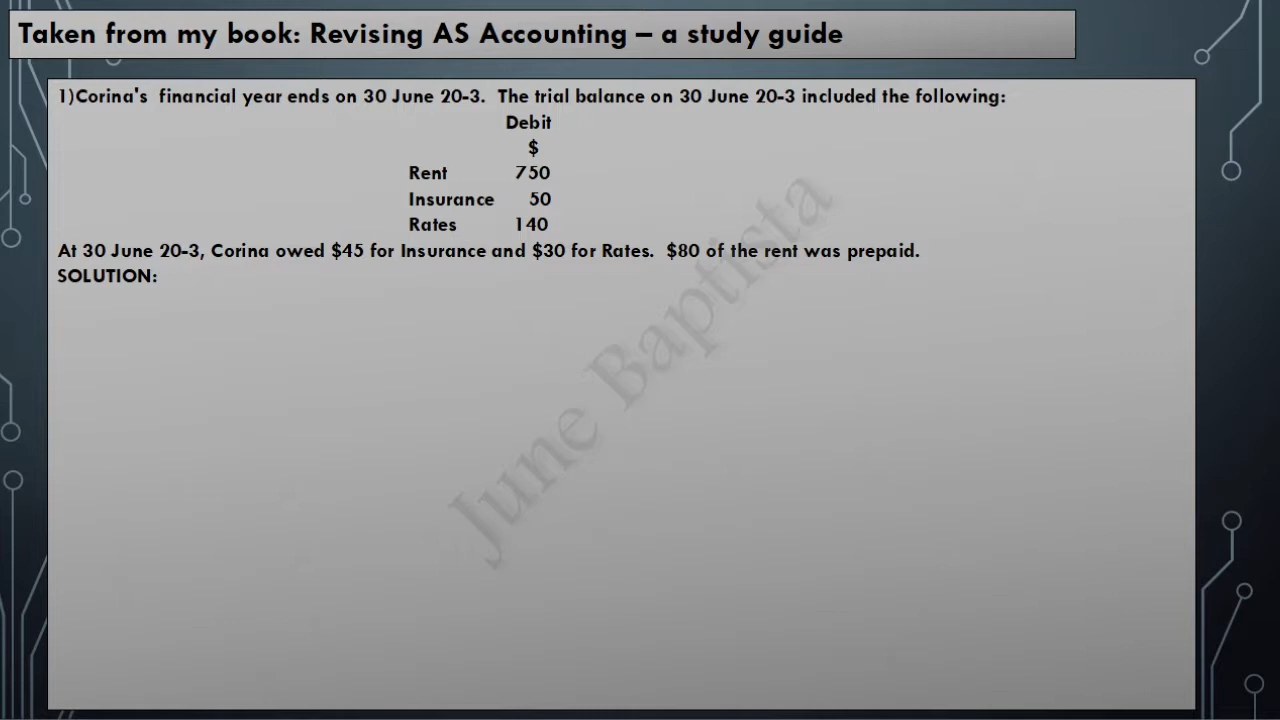 Taken from my book: Revising AS Accounting – a study guide
1)Corina's financial year ends on 30 June 20-3. The trial balance on 30 June 20-3 included the following:
Debit
$
Rent 750
Insurance 50
Rates 140
At 30 June 20-3, Corina owed $45 for Insurance and $30 for Rates. $80 of the rent was prepaid.
SOLUTION:
June Baptista